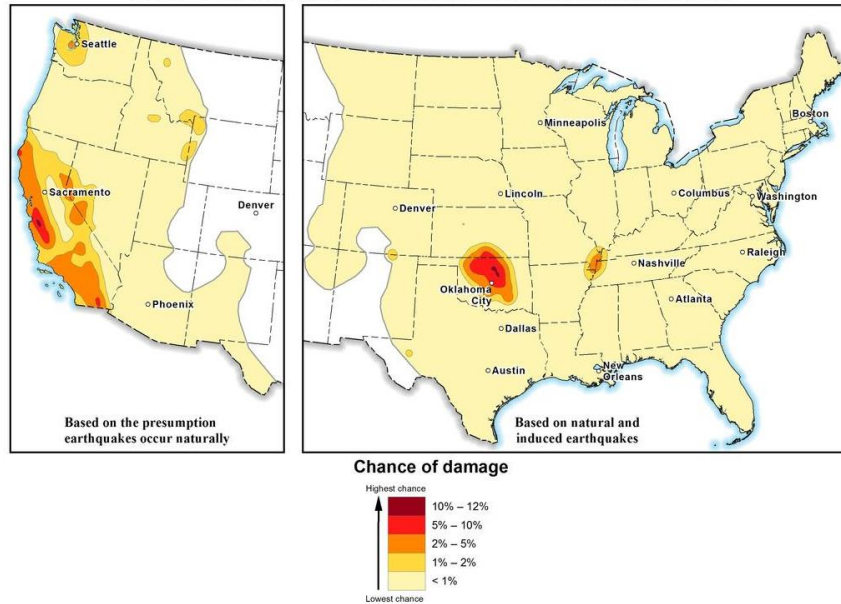 Seattle
Sacramento
Denver
Phoenix
Based on the presumption
earthquakes occur naturally
Minneapolis
Boston
Lincoln
Columbus
Washington
Denver
Nashville
Raleigh
Oklahoma
City
Atlanta
Dallas
Austin
New
Orleans
Based on natural and
induced earthquakes
Chance of damage
Highest chance
10% – 12%
5% – 10%
2% – 5%
1% – 2%
< 1%
Lowest chance